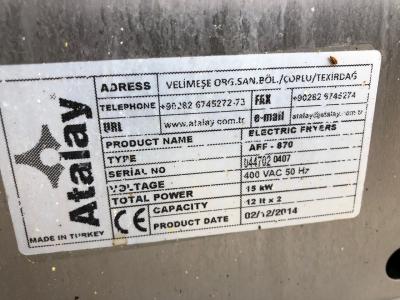 Atalay
MADE IN TURKEY
ADRESS VELİMEŞE ORG.SAN.BÖL./ÇORLU/TEKİRDAĞ
TELEPHONE +90282 6745272-73 FAX +90282 6745274
URL www.atalay.com.tr e-mail atalay@atalay.com.tr
PRODUCT NAME ELECTRIC FRYERS
TYPE AFF - 870
SERIAL NO 044702 0407
VOLTAGE 400 VAC 50 Hz
TOTAL POWER 15 kW
CE CAPACITY 12 lt x 2
PRODUCT DATE 02/12/2014